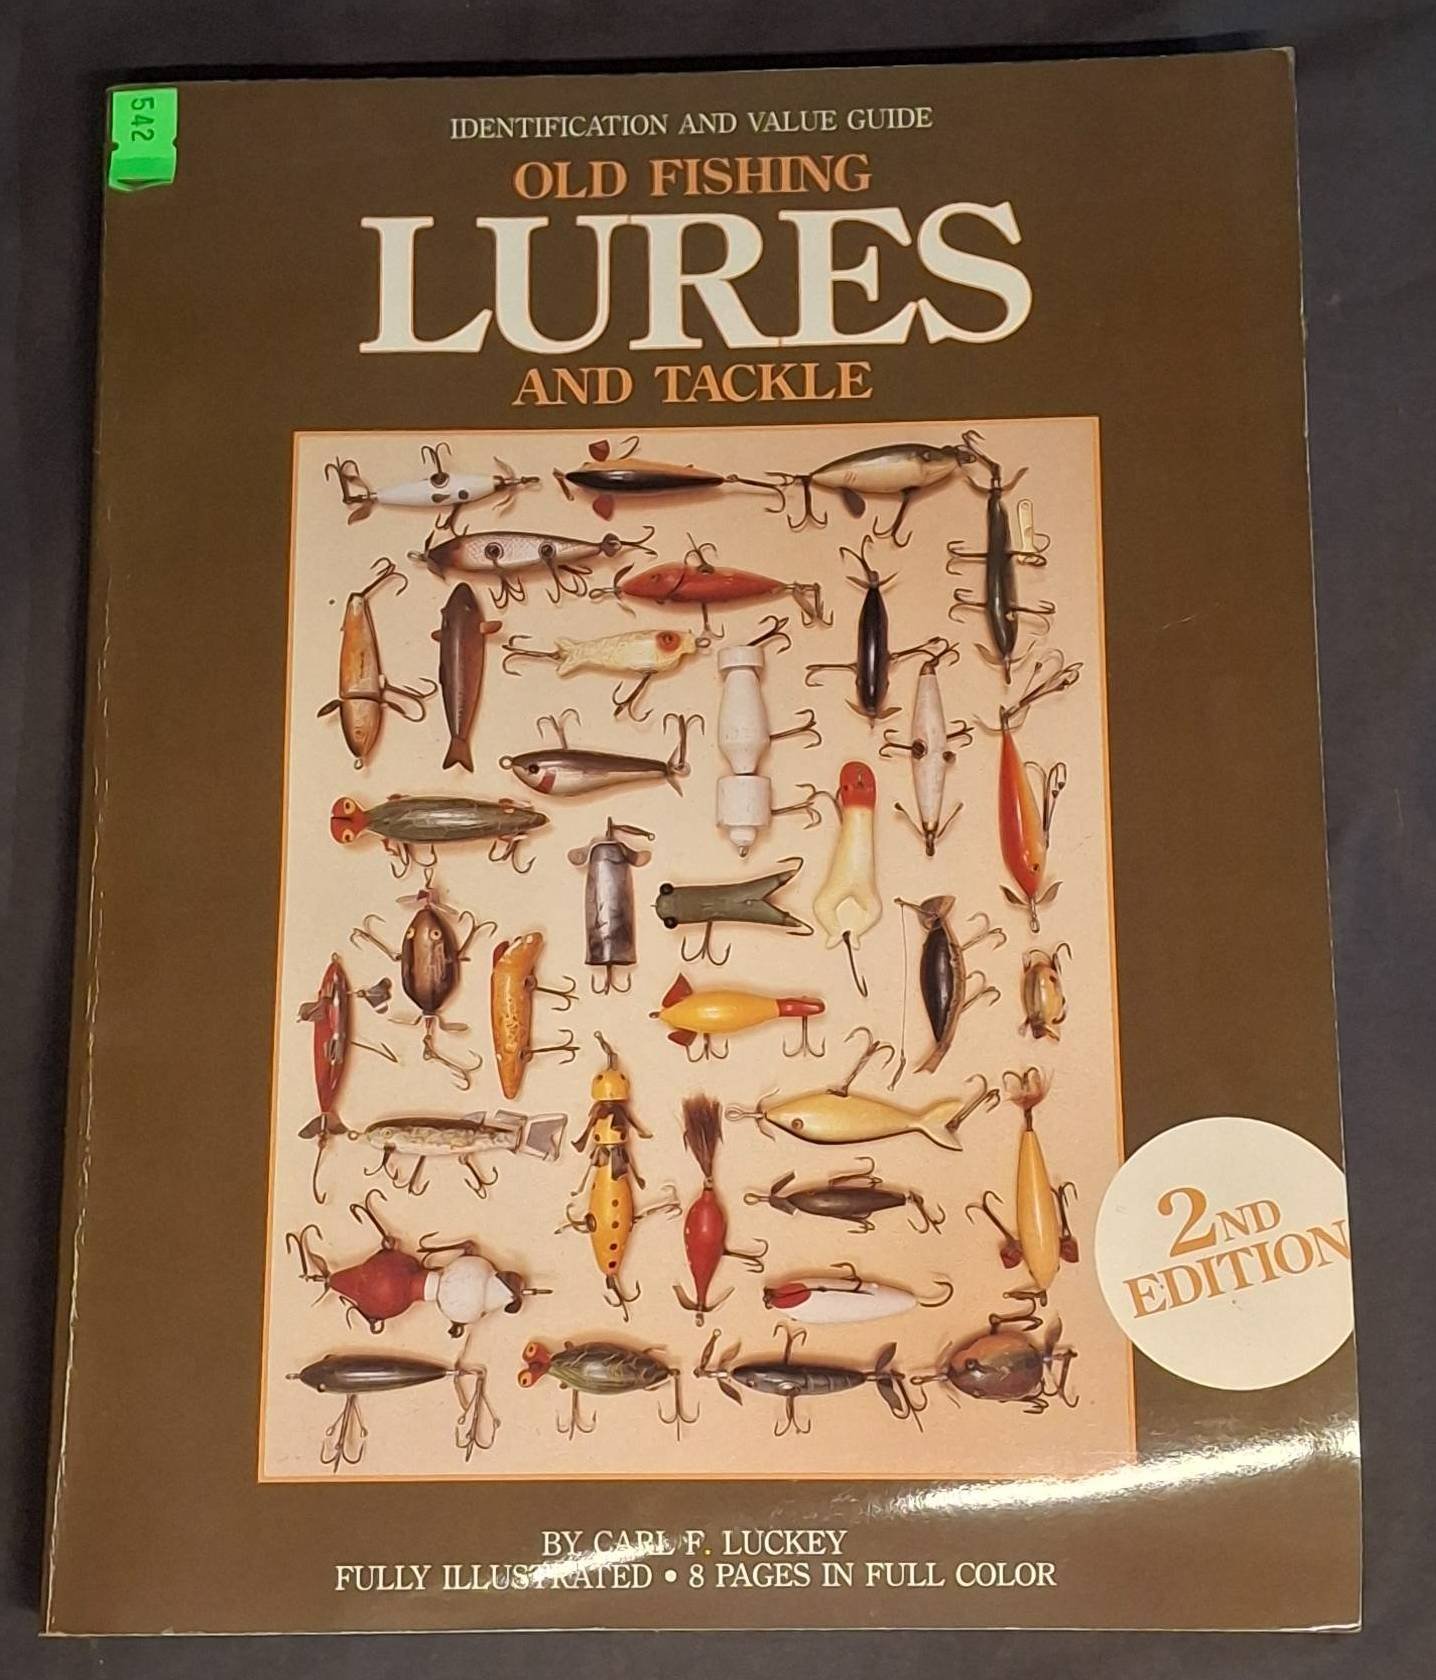 542
IDENTIFICATION AND VALUE GUIDE
OLD FISHING
LURES
AND TACKLE
2ND
EDITION
BY CARL F. LUCKEY
FULLY ILLUSTRATED • 8 PAGES IN FULL COLOR